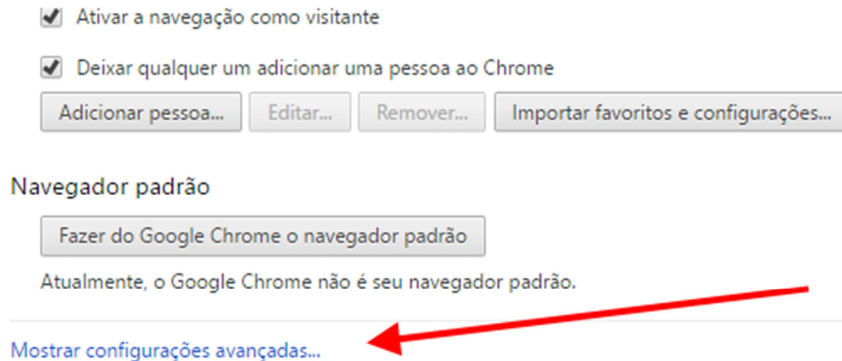 Ativar a navegação como visitante
Deixar qualquer um adicionar uma pessoa ao Chrome
Adicionar pessoa... Editar... Remover... Importar favoritos e configurações...
Navegador padrão
Fazer do Google Chrome o navegador padrão
Atualmente, o Google Chrome não é seu navegador padrão.
Mostrar configurações avançadas...